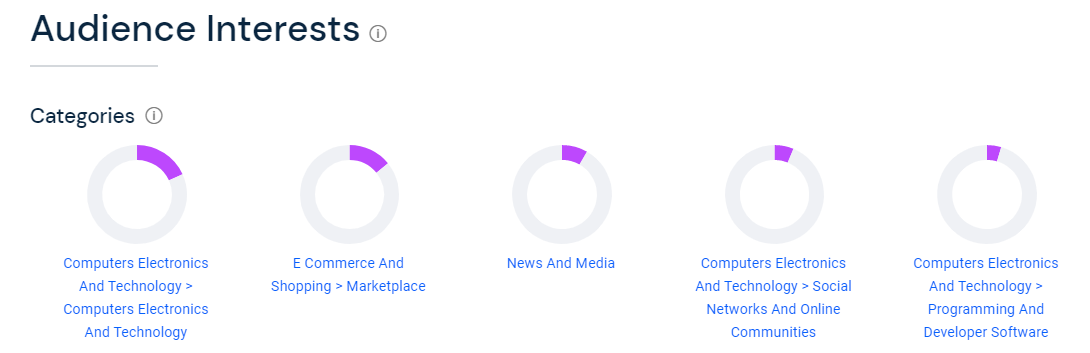 Audience Interests
Categories
Computers Electronics
And Technology >
Computers Electronics
And Technology
E Commerce And
Shopping > Marketplace
News And Media
Computers Electronics
And Technology > Social
Networks And Online
Communities
Computers Electronics
And Technology >
Programming And
Developer Software